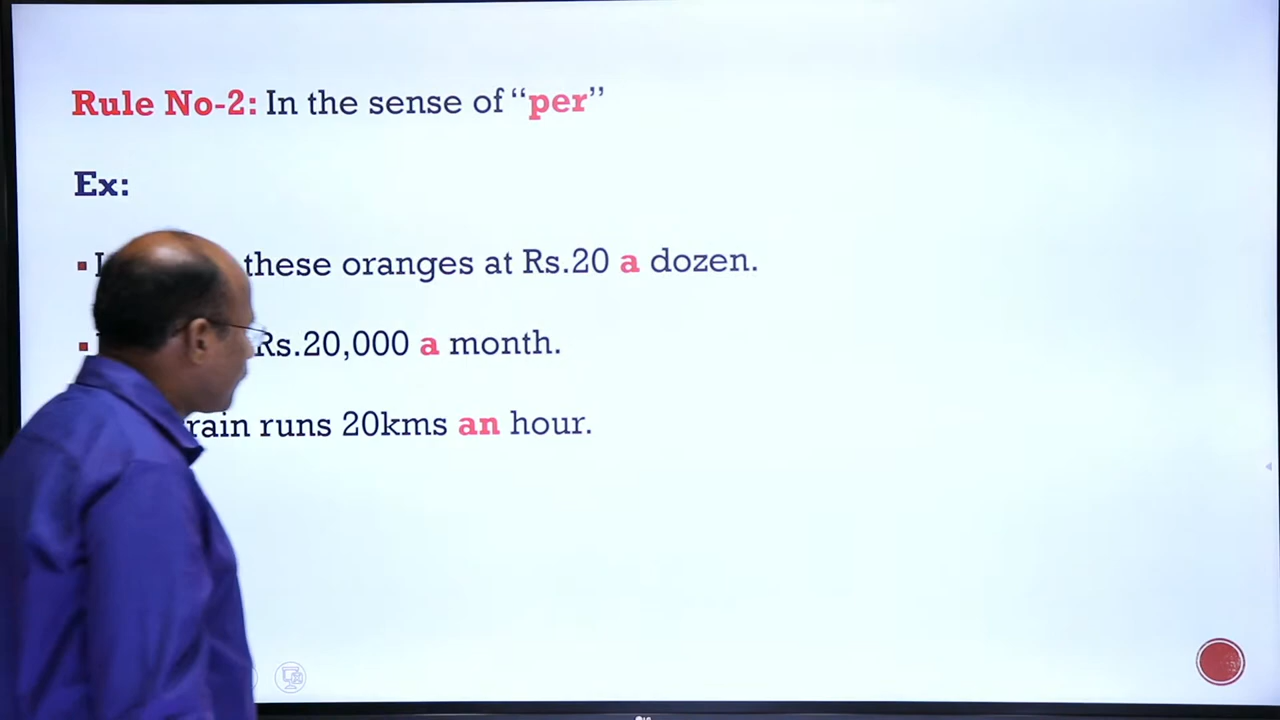 Rule No-2: In the sense of “per”
Ex:
these oranges at Rs.20 a dozen.
Rs.20,000 a month.
runs 20kms an hour.